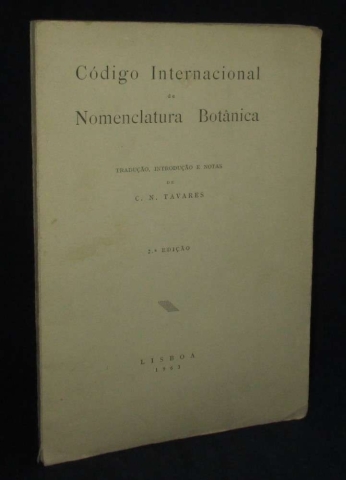 Código Internacional
DA
Nomenclatura Botânica
TRADUÇÃO, INTRODUÇÃO E NOTAS
DE
C. N. TAVARES
2.ª EDIÇÃO
LISBOA